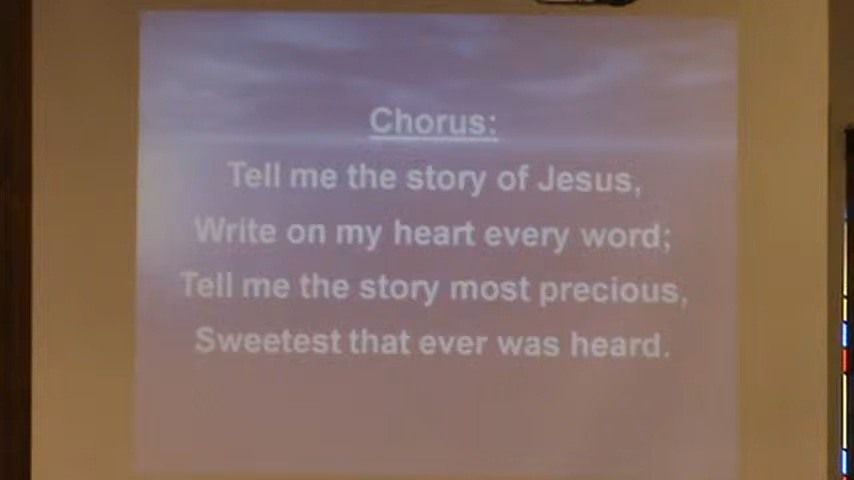 Chorus:
Tell me the story of Jesus,
Write on my heart every word;
Tell me the story most precious,
Sweetest that ever was heard.